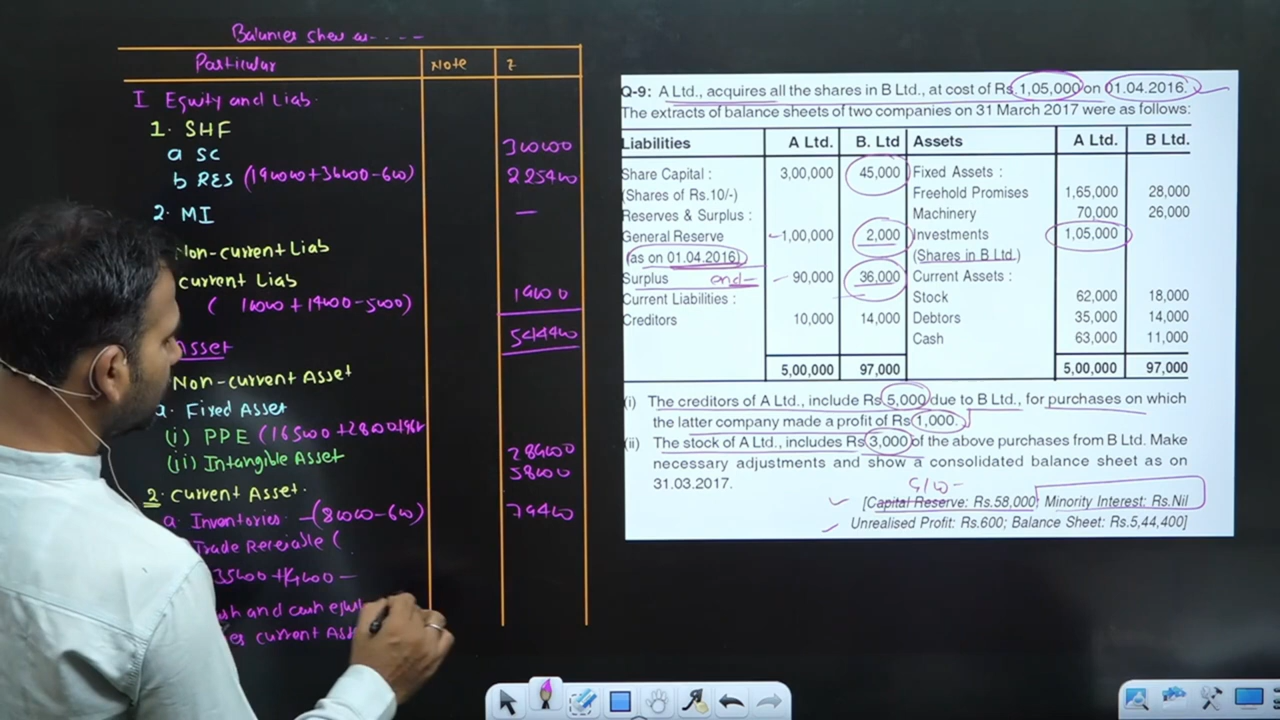 Balances sheet as - - - -
Particular Note ₹
I Equity and Liab.
1. SHF
a SC 300000
b RES (190000+36000-600) 225400
2. MI —
Non-current Liab
current Liab
( 10000 + 14000 - 5000) 19000
544400
Asset
Non-current Asset
a. Fixed Asset
(i) PPE (165000 +28000+
(ii) Intangible Asset 58000
2. Current Asset.
a. Inventories - (80000-600) 79400
Trade Receivable (
35000 +14000 —
and cash
current
Q-9: A Ltd., acquires all the shares in B Ltd., at cost of Rs.1,05,000 on 01.04.2016.
The extracts of balance sheets of two companies on 31 March 2017 were as follows:
Liabilities A Ltd. B. Ltd Assets A Ltd. B Ltd.
Share Capital : 3,00,000 45,000 Fixed Assets :
(Shares of Rs.10/-) Freehold Promises 1,65,000 28,000
Reserves & Surplus : Machinery 70,000 26,000
General Reserve 1,00,000 2,000 Investments 1,05,000
(as on 01.04.2016) (Shares in B Ltd.)
Surplus end- 90,000 36,000 Current Assets :
Current Liabilities : Stock 62,000 18,000
Creditors 10,000 14,000 Debtors 35,000 14,000
Cash 63,000 11,000
5,00,000 97,000 5,00,000 97,000
(i) The creditors of A Ltd., include Rs 5,000 due to B Ltd., for purchases on which
the latter company made a profit of Rs 1,000.
(ii) The stock of A Ltd., includes Rs 3,000 of the above purchases from B Ltd. Make
necessary adjustments and show a consolidated balance sheet as on
31.03.2017.
G/W-
[Capital Reserve: Rs.58,000; Minority Interest: Rs.Nil
Unrealised Profit: Rs.600; Balance Sheet: Rs.5,44,400]